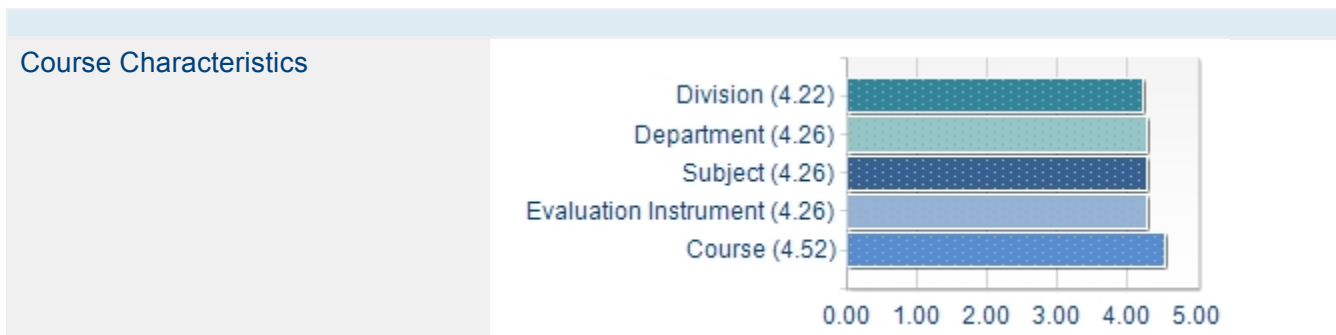 Course Characteristics
Division (4.22)
Department (4.26)
Subject (4.26)
Evaluation Instrument (4.26)
Course (4.52)
0.00 1.00 2.00 3.00 4.00 5.00